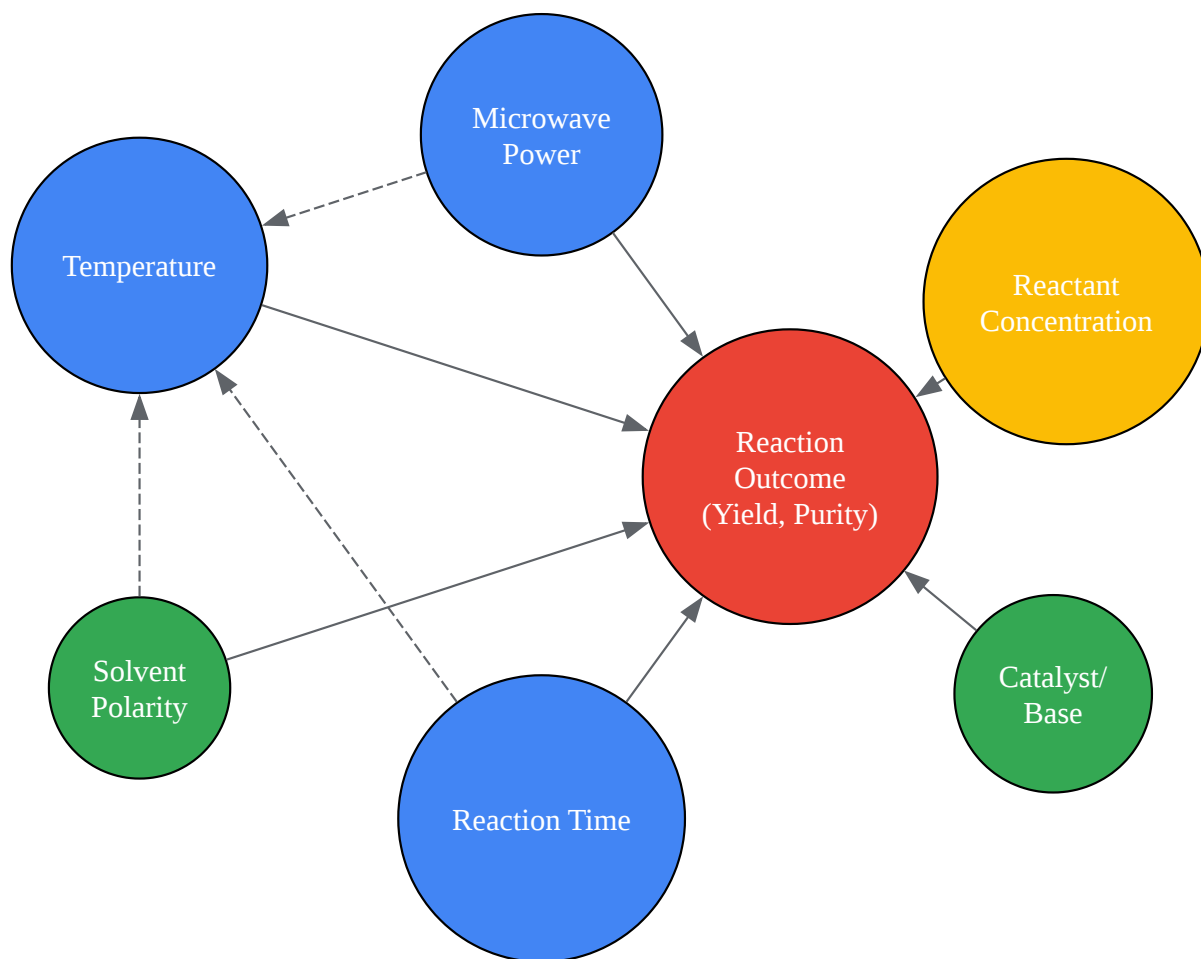 Microwave
Power
Temperature
Reactant
Concentration
Reaction
Outcome
(Yield, Purity)
Solvent
Polarity
Catalyst/
Base
Reaction Time